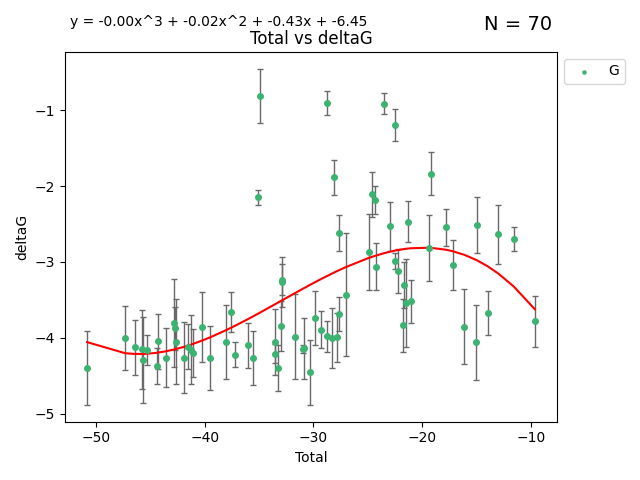 y = -0.00x^3 + -0.02x^2 + -0.43x + -6.45
N = 70
Total vs deltaG
G
−1
−2
−3
−4
−5
deltaG
−50 −40 −30 −20 −10
Total